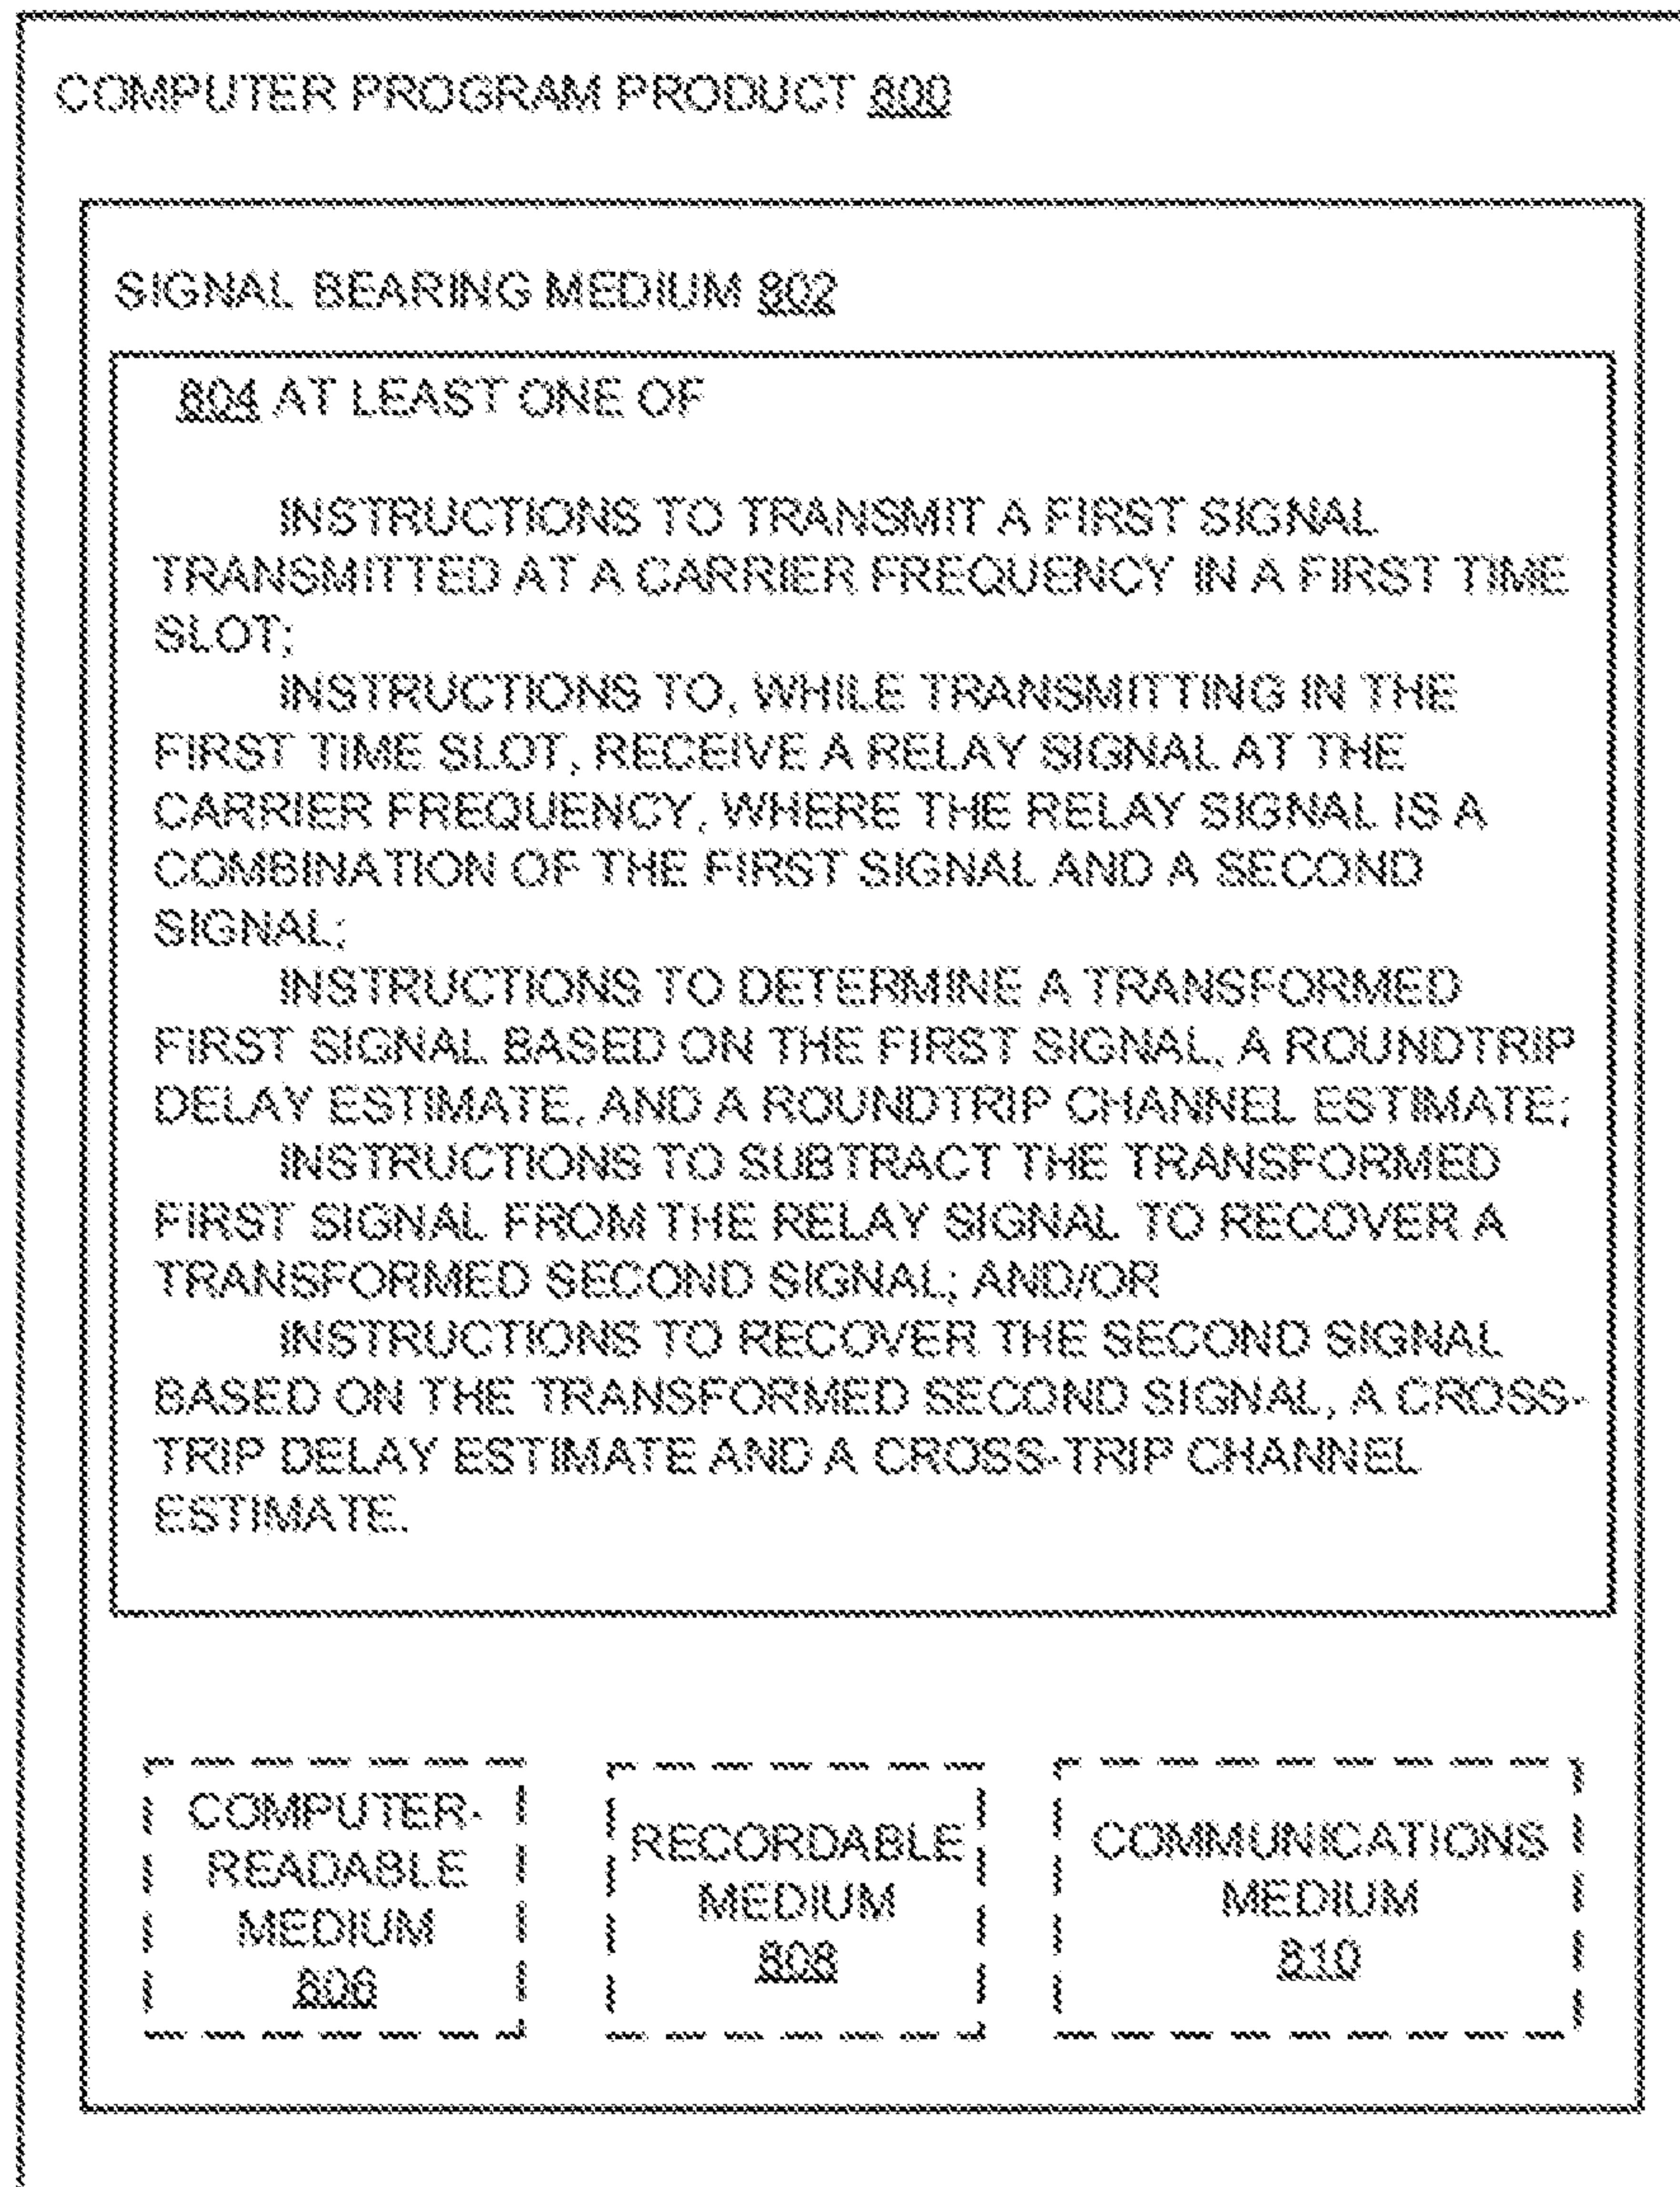 COMPUTER PROGRAM PRODUCT 800
SIGNAL BEARING MEDIUM 802
804 AT LEAST ONE OF
INSTRUCTIONS TO TRANSMIT A FIRST SIGNAL
TRANSMITTED AT A CARRIER FREQUENCY IN A FIRST TIME
SLOT;
INSTRUCTIONS TO, WHILE TRANSMITTING IN THE
FIRST TIME SLOT, RECEIVE A RELAY SIGNAL AT THE
CARRIER FREQUENCY, WHERE THE RELAY SIGNAL IS A
COMBINATION OF THE FIRST SIGNAL AND A SECOND
SIGNAL;
INSTRUCTIONS TO DETERMINE A TRANSFORMED
FIRST SIGNAL BASED ON THE FIRST SIGNAL, A ROUNDTRIP
DELAY ESTIMATE, AND A ROUNDTRIP CHANNEL ESTIMATE;
INSTRUCTIONS TO SUBTRACT THE TRANSFORMED
FIRST SIGNAL FROM THE RELAY SIGNAL TO RECOVER A
TRANSFORMED SECOND SIGNAL; AND/OR
INSTRUCTIONS TO RECOVER THE SECOND SIGNAL
BASED ON THE TRANSFORMED SECOND SIGNAL, A CROSS-
TRIP DELAY ESTIMATE AND A CROSS-TRIP CHANNEL
ESTIMATE.
COMPUTER-
READABLE
MEDIUM
806
RECORDABLE
MEDIUM
808
COMMUNICATIONS
MEDIUM
810